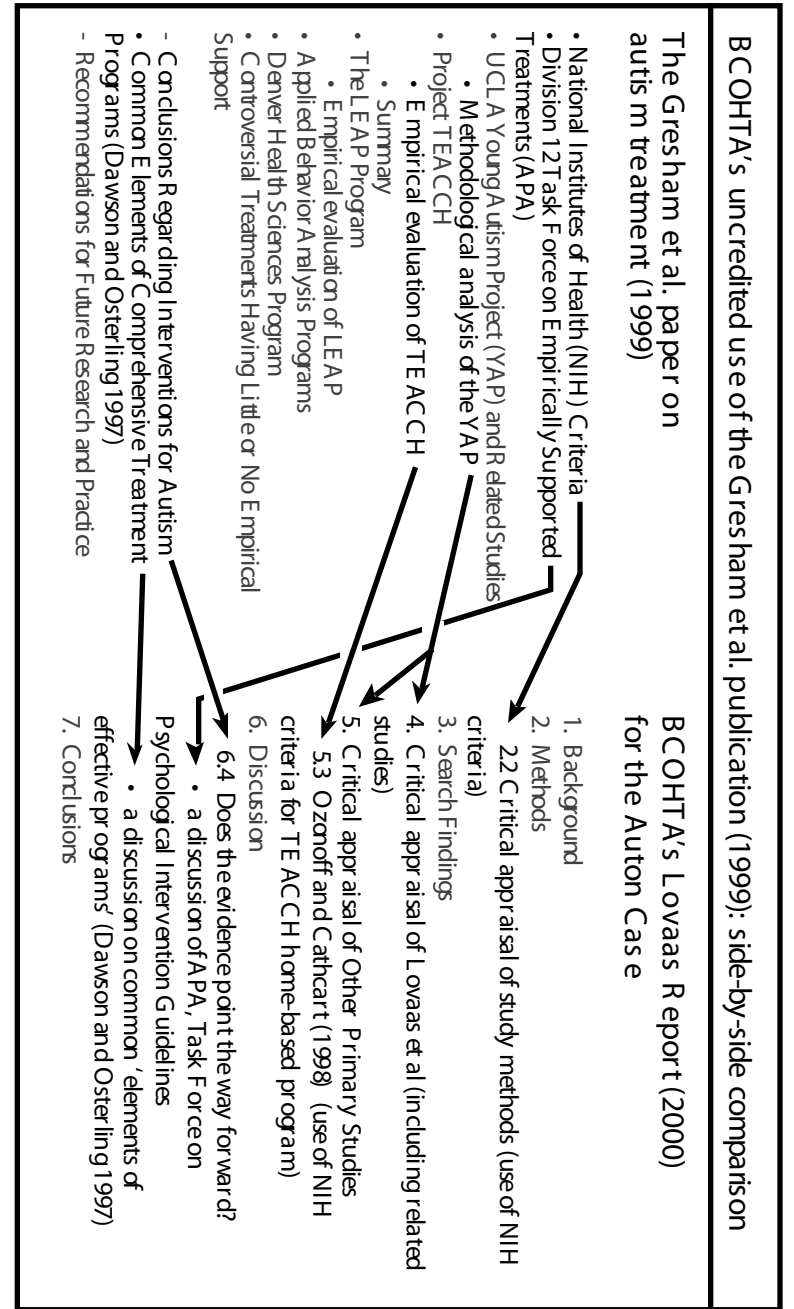 BCOHTA's uncredited use of the Gresham et al. publication (1999): side-by-side comparison
The Gresham et al. paper on
autism treatment (1999)
• National Institutes of Health (NIH) Criteria
• Division 12 Task Force on Empirically Supported
Treatments (APA)
• UCLA Young Autism Project (YAP) and Related Studies
• Methodological analysis of the YAP
• Project TEACCH
• Empirical evaluation of TEACCH
• Summary
• The LEAP Program
• Empirical evaluation of LEAP
• Applied Behavior Analysis Programs
• Denver Health Sciences Program
• Controversial Treatments Having Little or No Empirical
Support
- Conclusions Regarding Interventions for Autism
• Common Elements of Comprehensive Treatment
Programs (Dawson and Osterling 1997)
- Recommendations for Future Research and Practice
BCOHTA's Lovaas Report (2000)
for the Auton Case
1. Background
2. Methods
2.2 Critical appraisal of study methods (use of NIH
criteria)
3. Search Findings
4. Critical appraisal of Lovaas et al (including related
studies)
5. Critical appraisal of Other Primary Studies
5.3 Ozonoff and Cathcart (1998) (use of NIH
criteria for TEACCH home-based program)
6. Discussion
6.4 Does the evidence point the way forward?
• a discussion of APA, Task Force on
Psychological Intervention Guidelines
• a discussion on common 'elements of
effective programs' (Dawson and Osterling 1997)
7. Conclusions